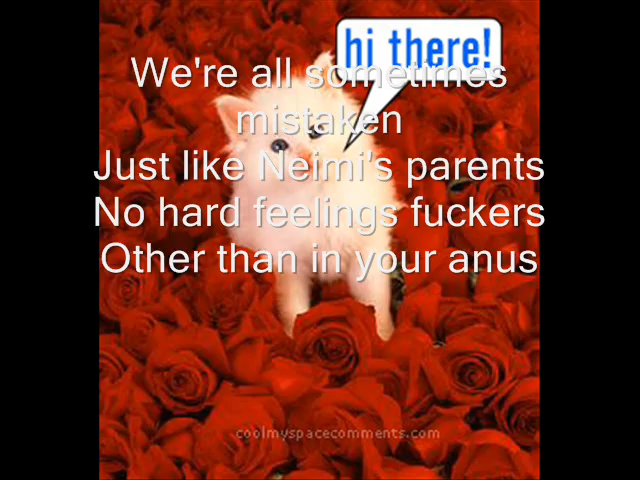 hi there!
We're all sometimes
mistaken
Just like Neimi's parents
No hard feelings fuckers
Other than in your anus
coolmyspacecomments.com